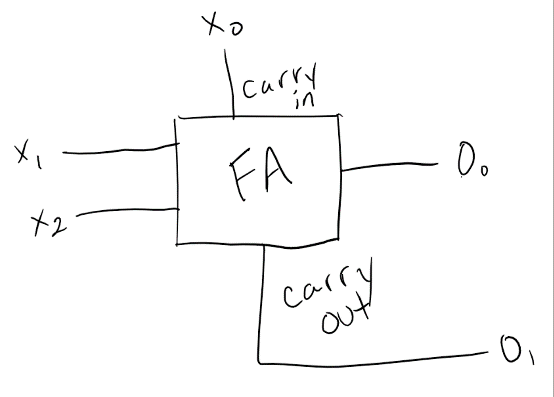 X₀
carry
in
X₁
FA
O₀
X₂
carry
out
O₁